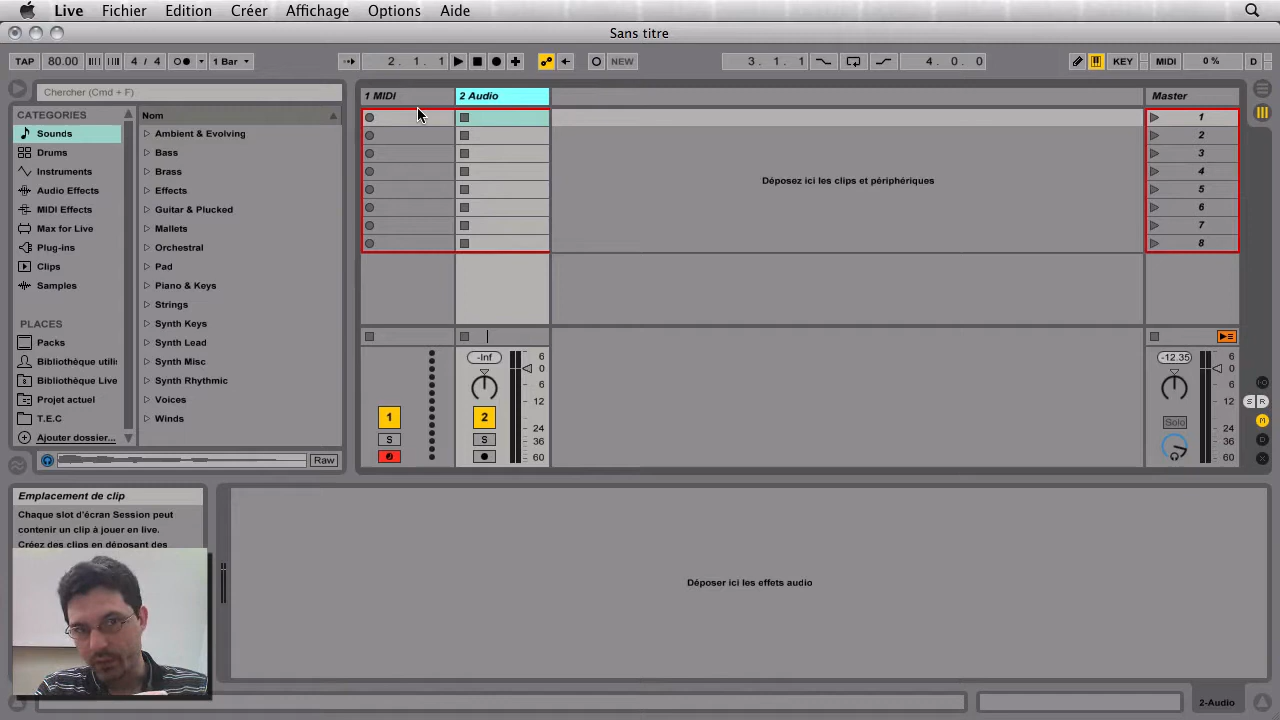 Live Fichier Edition Créer Affichage Options Aide
Sans titre
TAP 80.00 4 / 4 1 Bar 2. 1. 1 NEW 3. 1. 1 4. 0. 0 KEY MIDI 0 % D
Chercher (Cmd + F)
CATEGORIES
Sounds
Drums
Instruments
Audio Effects
MIDI Effects
Max for Live
Plug-ins
Clips
Samples
PLACES
Packs
Bibliothèque utili
Bibliothèque Live
Projet actuel
T.E.C
Ajouter dossier...
Nom
Ambient & Evolving
Bass
Brass
Effects
Guitar & Plucked
Mallets
Orchestral
Pad
Piano & Keys
Strings
Synth Keys
Synth Lead
Synth Misc
Synth Rhythmic
Voices
Winds
Raw
1 MIDI
2 Audio
Master
1
2
3
4
5
6
7
8
Déposez ici les clips et périphériques
1
S
-Inf
2
S
6
0
6
12
24
36
60
-12.35
Solo
6
0
6
12
24
36
60
S R
M
D
Emplacement de clip
Chaque slot d'écran Session peut
contenir un clip à jouer en live.
Créez des clips en déposant des
Déposer ici les effets audio
2-Audio